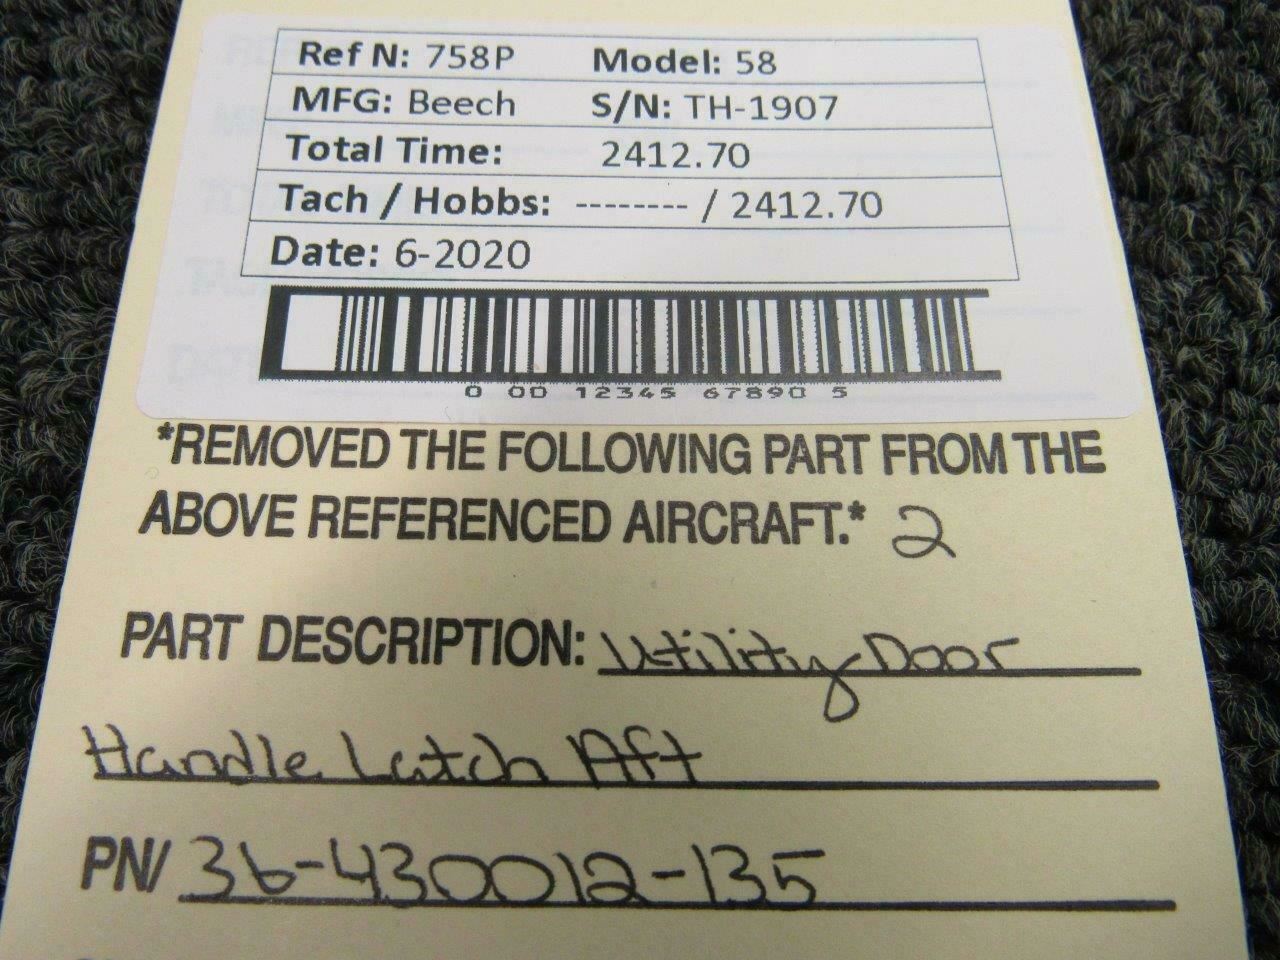 Ref N: 758P Model: 58
MFG: Beech S/N: TH-1907
Total Time: 2412.70
Tach / Hobbs: -------- / 2412.70
Date: 6-2020
0 00 12345 67890 5
*REMOVED THE FOLLOWING PART FROM THE
ABOVE REFERENCED AIRCRAFT.* 2
PART DESCRIPTION: Utility Door
Handle Latch Aft
PN/ 36-430012-135